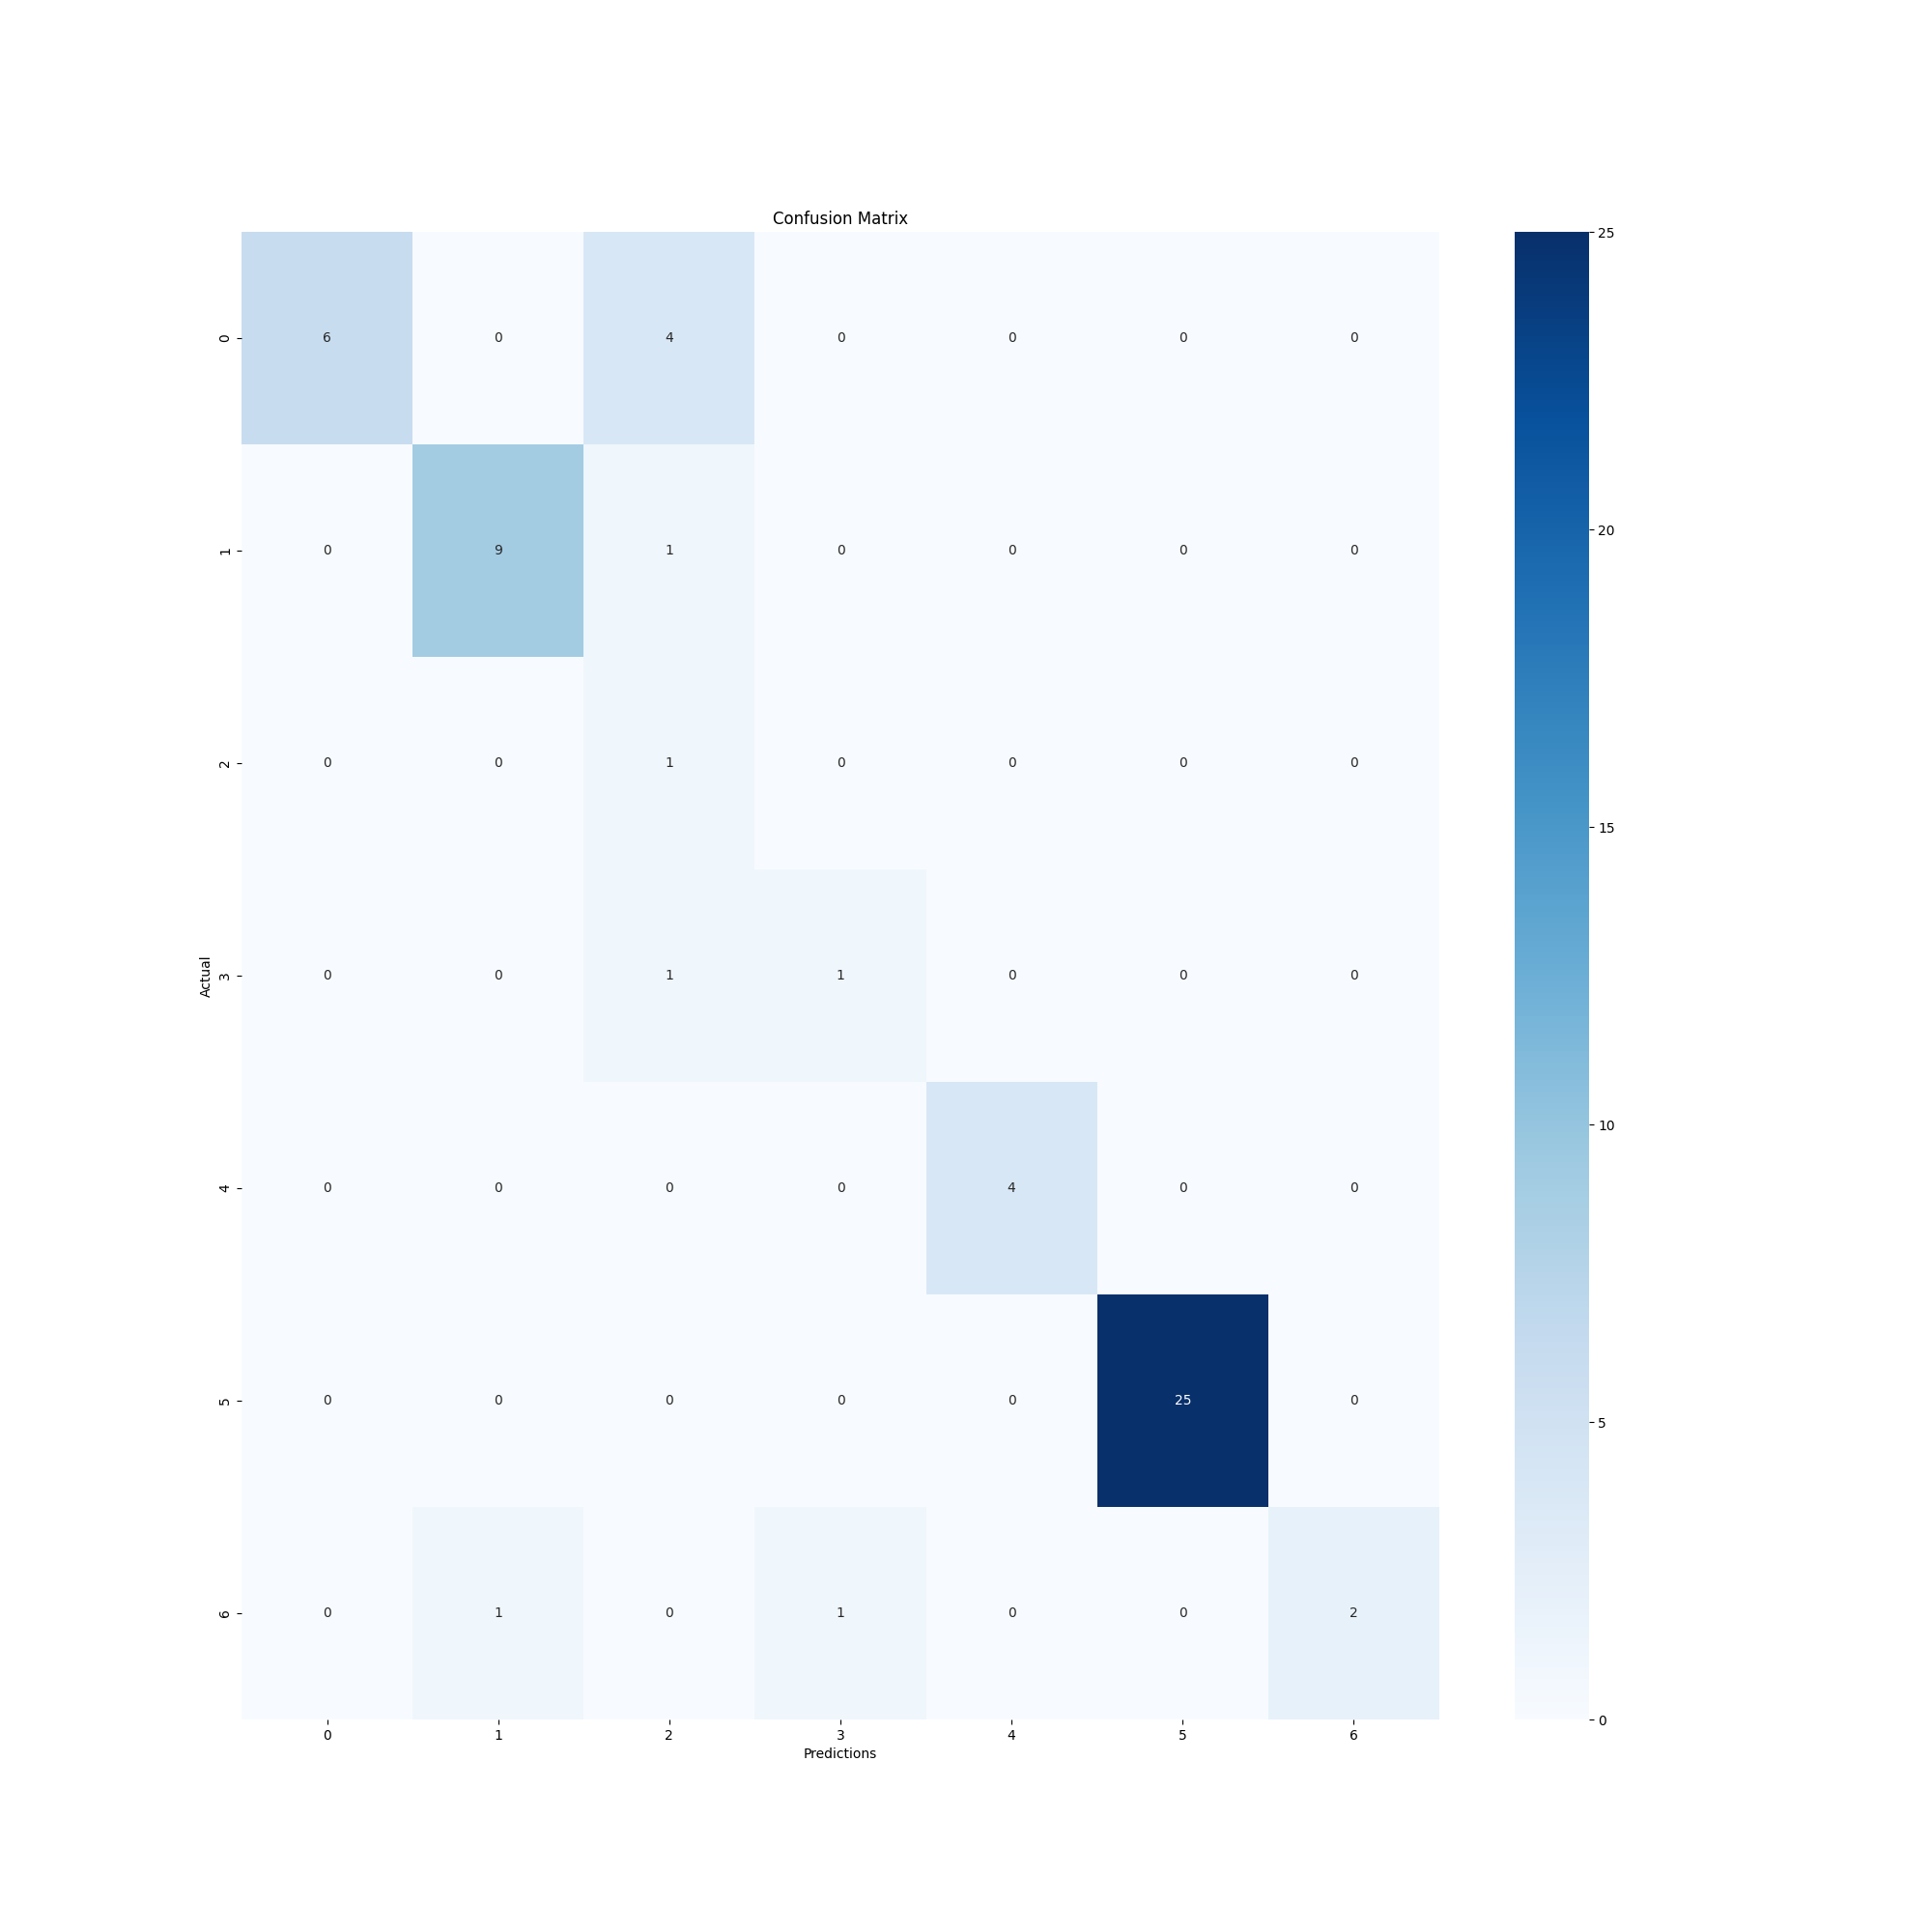 Confusion Matrix
0 6 0 4 0 0 0 0
1 0 9 1 0 0 0 0
2 0 0 1 0 0 0 0
3 0 0 1 1 0 0 0
4 0 0 0 0 4 0 0
5 0 0 0 0 0 25 0
6 0 1 0 1 0 0 2
0 1 2 3 4 5 6
Predictions
Actual
25
20
15
10
5
0